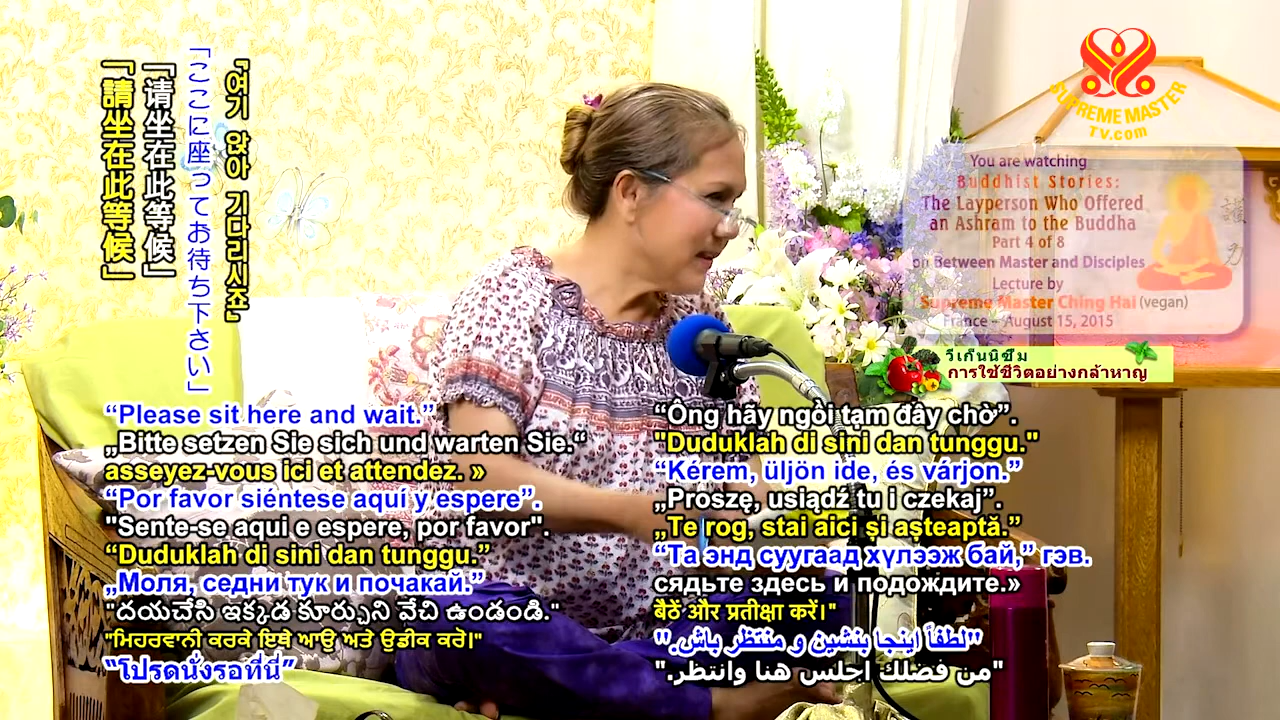 「請坐在此等候」
「请坐在此等候」
「ここに座ってお待ち下さい」
「여기 앉아 기다리시죠」
SUPREME MASTER
TV.com
You are watching
Buddhist Stories:
The Layperson Who Offered
an Ashram to the Buddha
Part 4 of 8
on Between Master and Disciples
Lecture by
Supreme Master Ching Hai (vegan)
France – August 15, 2015
วีเก้นนิซึ่ม
การใช้ชีวิตอย่างกล้าหาญ
“Please sit here and wait.”
„Bitte setzen Sie sich und warten Sie.“
asseyez-vous ici et attendez. »
“Por favor siéntese aquí y espere”.
"Sente-se aqui e espere, por favor".
“Duduklah di sini dan tunggu.”
„Моля, седни тук и почакай.”
"దయచేసి ఇక్కడ కూర్చుని వేచి ఉండండి."
"ਮਿਹਰਵਾਨੀ ਕਰਕੇ ਇਥੇ ਆਉ ਅਤੇ ਉਡੀਕ ਕਰੋ।"
“โปรดนั่งรอที่นี่”
“Ông hãy ngồi tạm đây chờ”.
"Duduklah di sini dan tunggu."
“Kérem, üljön ide, és várjon.”
„Proszę, usiądź tu i czekaj”.
„Te rog, stai aici și așteaptă.”
“Та энд суугаад хүлээж бай,” гэв.
сядьте здесь и подождите.»
बैठें और प्रतीक्षा करें।"
"لطفاً اینجا بنشین و منتظر باش."
"من فضلك اجلس هنا وانتظر."